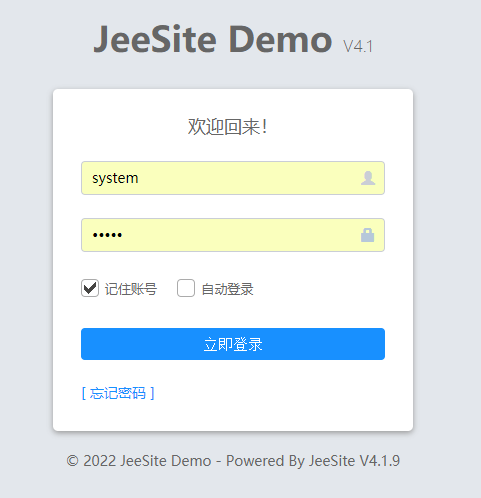 JeeSite Demo V4.1
欢迎回来！
system
•••••
记住账号 自动登录
立即登录
[ 忘记密码 ]
© 2022 JeeSite Demo - Powered By JeeSite V4.1.9